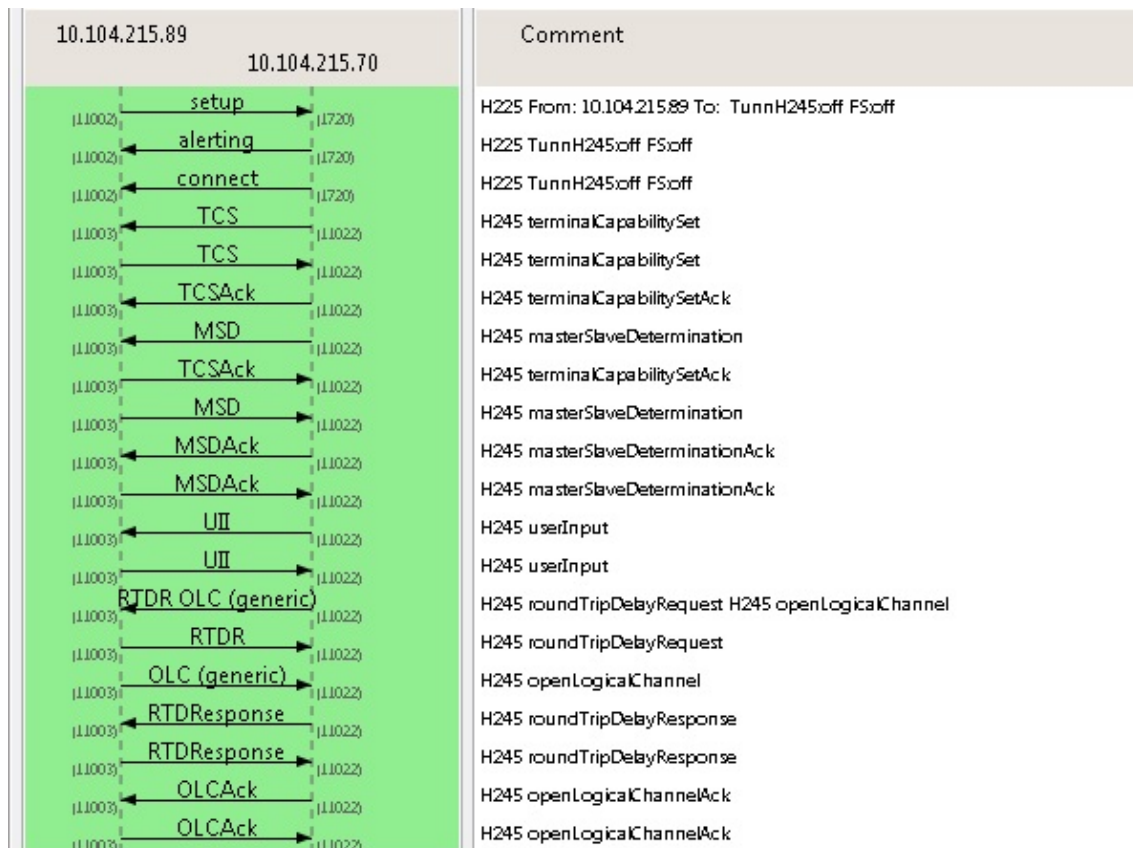 10.104.215.89
10.104.215.70
Comment
setup
(11002) (1720)
H225 From: 10.104.215.89 To: TunnH245:off FS:off
alerting
(11002) (1720)
H225 TunnH245:off FS:off
connect
(11002) (1720)
H225 TunnH245:off FS:off
TCS
(11003) (11022)
H245 terminalCapabilitySet
TCS
(11003) (11022)
H245 terminalCapabilitySet
TCSAck
(11003) (11022)
H245 terminalCapabilitySetAck
MSD
(11003) (11022)
H245 masterSlaveDetermination
TCSAck
(11003) (11022)
H245 terminalCapabilitySetAck
MSD
(11003) (11022)
H245 masterSlaveDetermination
MSDAck
(11003) (11022)
H245 masterSlaveDeterminationAck
MSDAck
(11003) (11022)
H245 masterSlaveDeterminationAck
UII
(11003) (11022)
H245 userInput
UII
(11003) (11022)
H245 userInput
RTDR OLC (generic)
(11003) (11022)
H245 roundTripDelayRequest H245 openLogicalChannel
RTDR
(11003) (11022)
H245 roundTripDelayRequest
OLC (generic)
(11003) (11022)
H245 openLogicalChannel
RTDResponse
(11003) (11022)
H245 roundTripDelayResponse
RTDResponse
(11003) (11022)
H245 roundTripDelayResponse
OLCAck
(11003) (11022)
H245 openLogicalChannelAck
OLCAck
(11003) (11022)
H245 openLogicalChannelAck